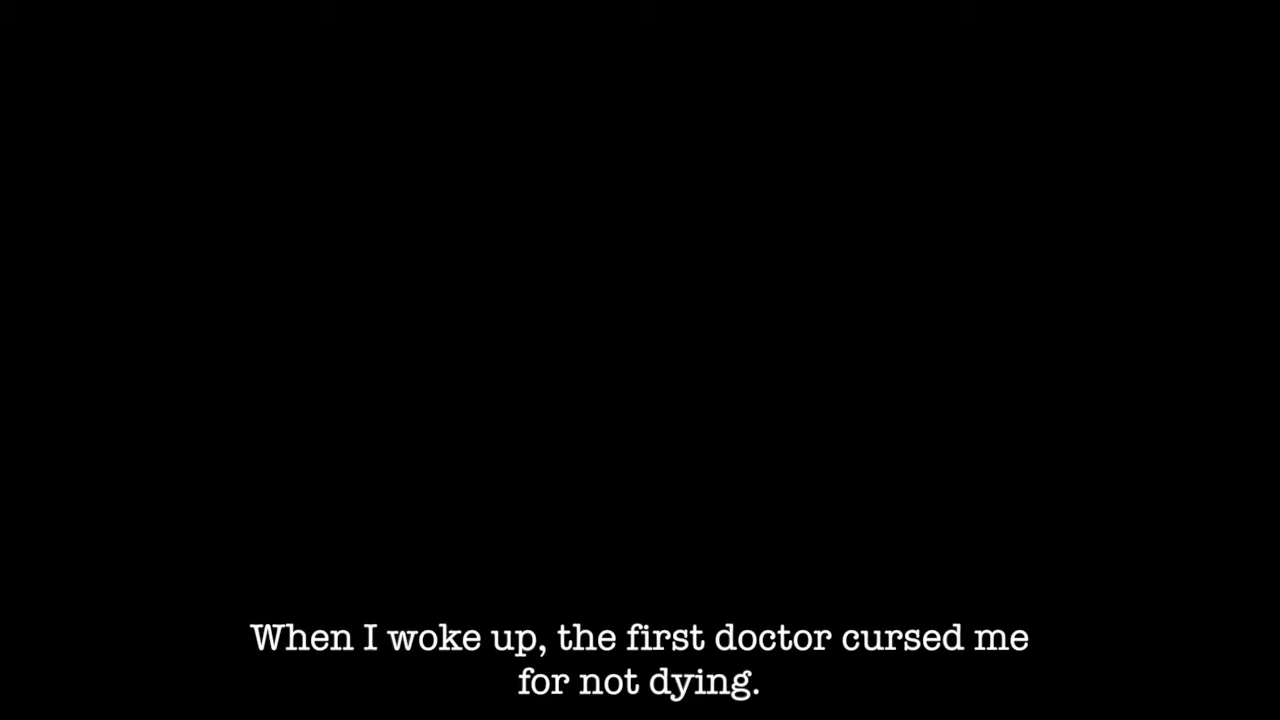 When I woke up, the first doctor cursed me
for not dying.